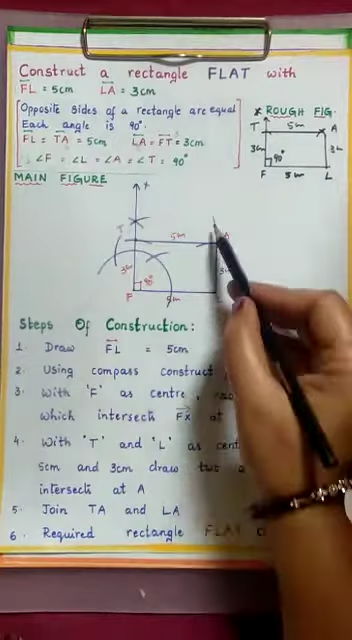 Construct a rectangle FLAT with
FL = 5cm LA = 3cm
Opposite sides of a rectangle are equal
Each angle is 90°
FL = TA = 5cm LA = FT = 3cm
∠F = ∠L = ∠A = ∠T = 90°
* ROUGH FIG.
T 5cm A
3cm 3
90°
F 5cm L
MAIN FIGURE
x
T 5cm A
3cm 3
90°
F 5cm
Steps Of Construction:
1. Draw FL = 5cm
2. Using compass construct
3. With 'F' as centre,
which intersect FX at
4. With 'T' and 'L' as cent
5cm and 3cm draw two a
intersect at A
5. Join TA and LA
6. Required rectangle FLAT